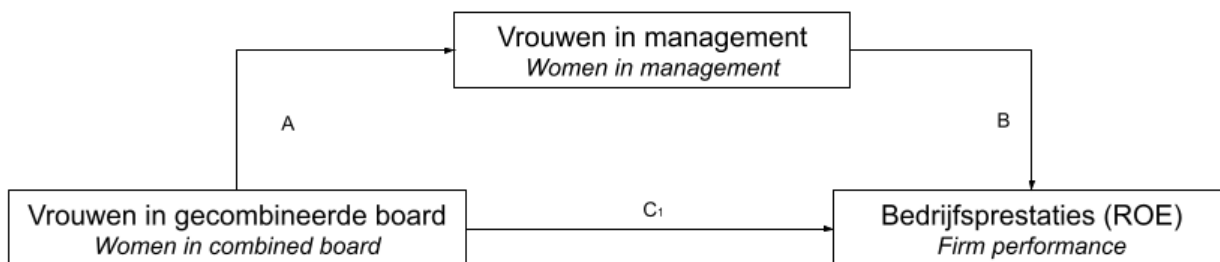 Vrouwen in management
Women in management
A
B
Vrouwen in gecombineerde board
Women in combined board
C₁
Bedrijfsprestaties (ROE)
Firm performance